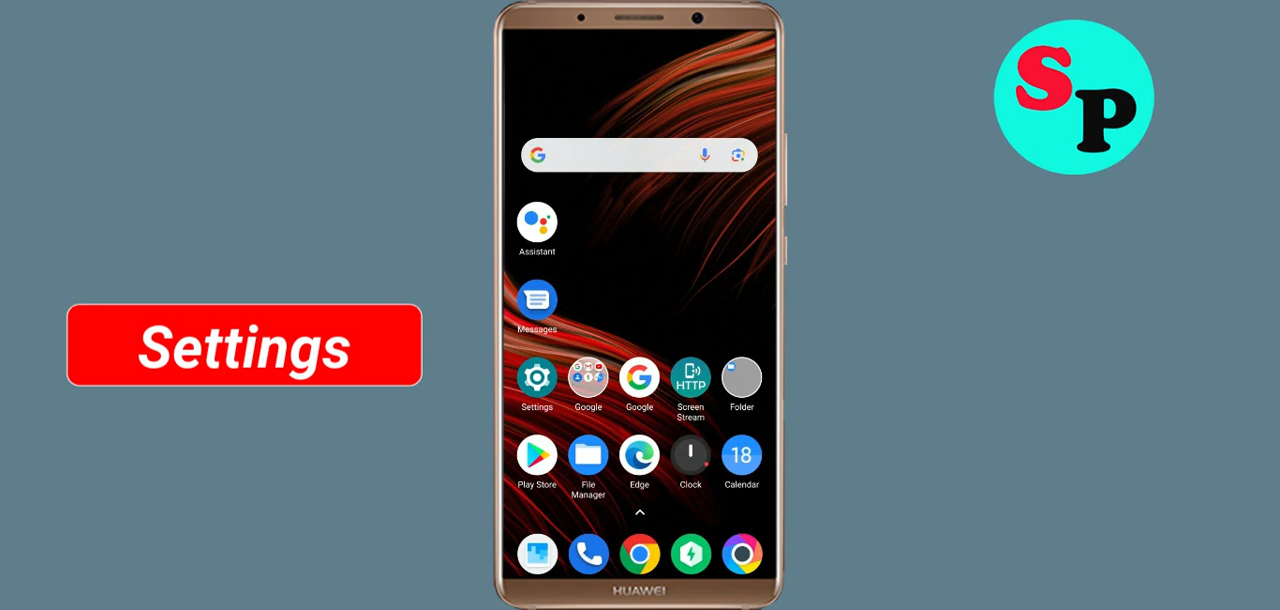 S
P
Assistant
Messages
Settings
Settings
Google
Google
Screen
Stream
HTTP
Folder
Play Store
File
Manager
Edge
Clock
18
Calendar
HUAWEI